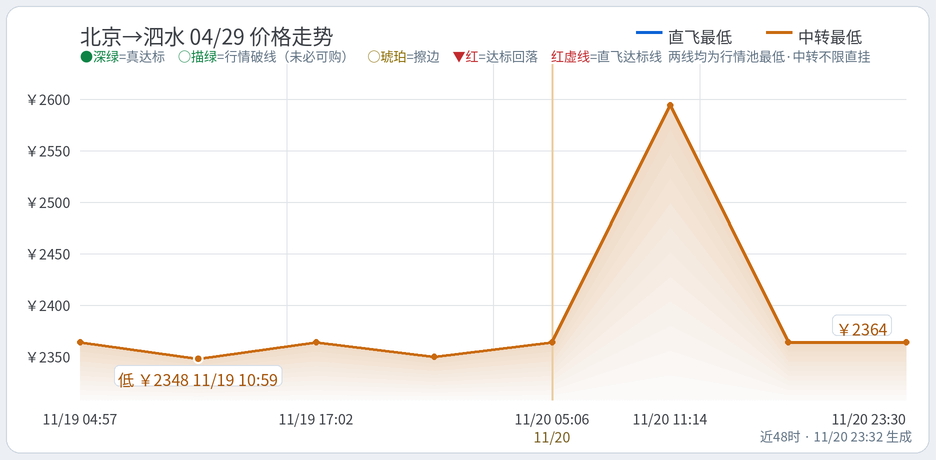 北京→泗水 04/29 价格走势
直飞最低 中转最低
●深绿=真达标 ○描绿=行情破线（未必可购） ○琥珀=擦边 ▼红=达标回落 红虚线=直飞达标线 两线均为行情池最低·中转不限直挂
￥2600
￥2550
￥2500
￥2450
￥2400
￥2350
￥2364
低 ￥2348 11/19 10:59
11/19 04:57 11/19 17:02 11/20 05:06 11/20 11:14 11/20 23:30
11/20
近48时 · 11/20 23:32 生成